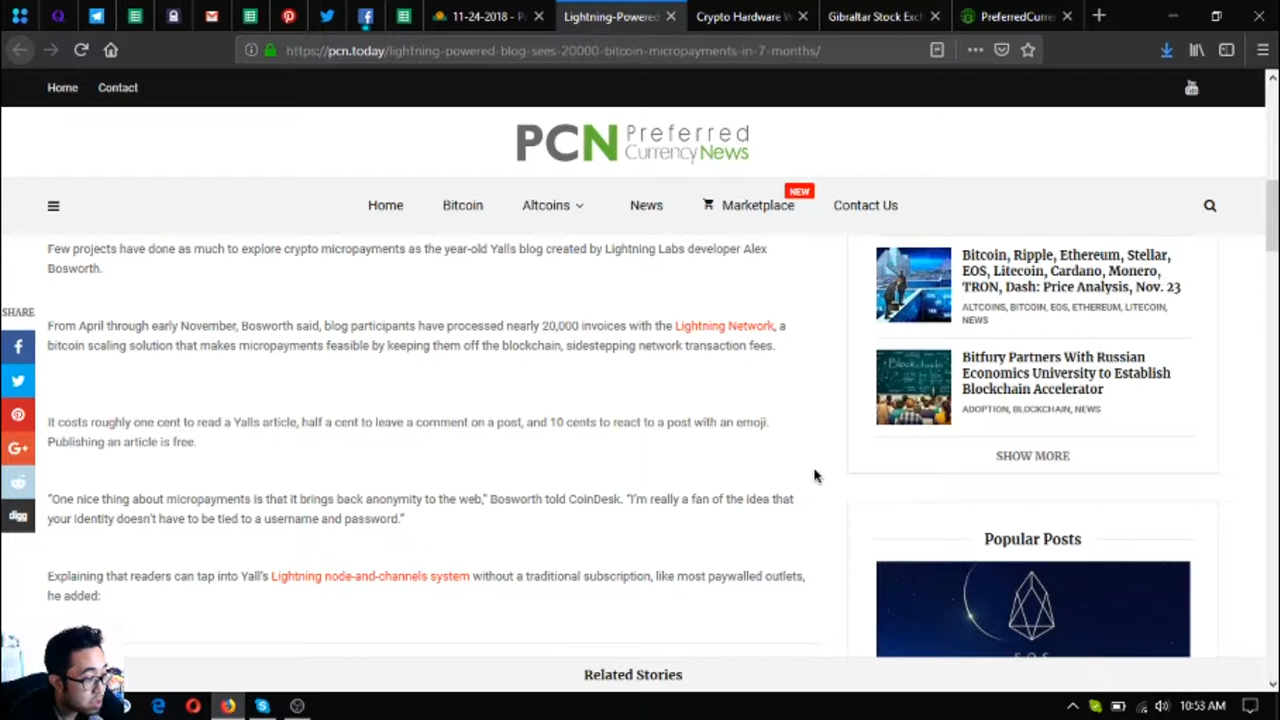 11-24-2018 - P
Lightning-Powered
Crypto Hardware W
Gibraltar Stock Exc
PreferredCurre
https://pcn.today/lightning-powered-blog-sees-20000-bitcoin-micropayments-in-7-months/
Home Contact
PCN Preferred
CurrencyNews
NEW
Home Bitcoin Altcoins News Marketplace Contact Us
Few projects have done as much to explore crypto micropayments as the year-old Yalls blog created by Lightning Labs developer Alex
Bosworth.
SHARE
From April through early November, Bosworth said, blog participants have processed nearly 20,000 invoices with the Lightning Network, a
bitcoin scaling solution that makes micropayments feasible by keeping them off the blockchain, sidestepping network transaction fees.
It costs roughly one cent to read a Yalls article, half a cent to leave a comment on a post, and 10 cents to react to a post with an emoji.
Publishing an article is free.
“One nice thing about micropayments is that it brings back anonymity to the web,” Bosworth told CoinDesk. “I’m really a fan of the idea that
your identity doesn’t have to be tied to a username and password.”
digg
Explaining that readers can tap into Yall’s Lightning node-and-channels system without a traditional subscription, like most paywalled outlets,
he added:
Bitcoin, Ripple, Ethereum, Stellar,
EOS, Litecoin, Cardano, Monero,
TRON, Dash: Price Analysis, Nov. 23
ALTCOINS, BITCOIN, EOS, ETHEREUM, LITECOIN,
NEWS
Bitfury Partners With Russian
Economics University to Establish
Blockchain Accelerator
ADOPTION, BLOCKCHAIN, NEWS
SHOW MORE
Popular Posts
EOS
Related Stories
10:53 AM